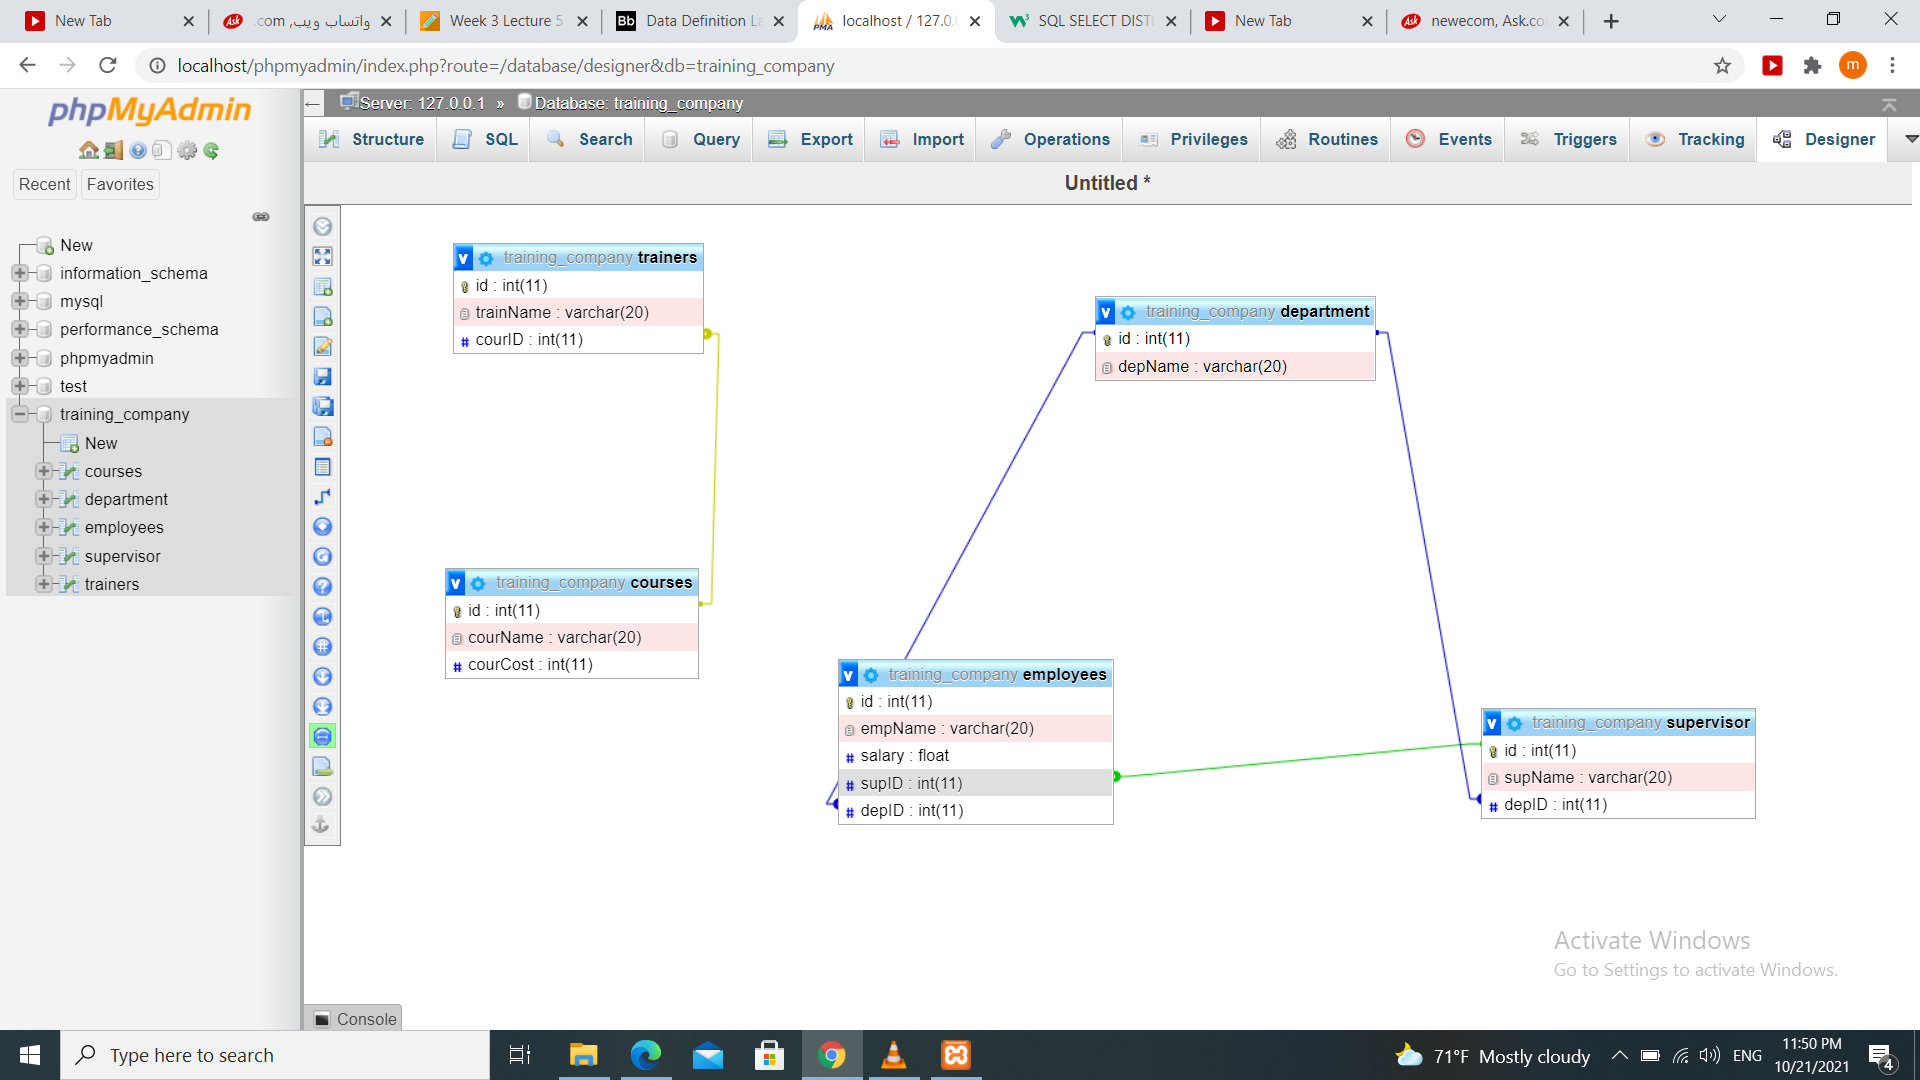 New Tab
.com ,واتساب ويب
Week 3 Lecture 5
Bb Data Definition La
localhost / 127.0.0
SQL SELECT DISTI
New Tab
newecom, Ask.co
localhost/phpmyadmin/index.php?route=/database/designer&db=training_company
m
phpMyAdmin
Recent
Favorites
New
information_schema
mysql
performance_schema
phpmyadmin
test
training_company
New
courses
department
employees
supervisor
trainers
Server: 127.0.0.1 » Database: training_company
Structure
SQL
Search
Query
Export
Import
Operations
Privileges
Routines
Events
Triggers
Tracking
Designer
Untitled *
v training_company trainers
id : int(11)
trainName : varchar(20)
# courID : int(11)
v training_company department
id : int(11)
depName : varchar(20)
v training_company courses
id : int(11)
courName : varchar(20)
# courCost : int(11)
v training_company employees
id : int(11)
empName : varchar(20)
# salary : float
# supID : int(11)
# depID : int(11)
v training_company supervisor
id : int(11)
supName : varchar(20)
# depID : int(11)
Activate Windows
Go to Settings to activate Windows.
Console
Type here to search
71°F Mostly cloudy
ENG
11:50 PM
10/21/2021
4